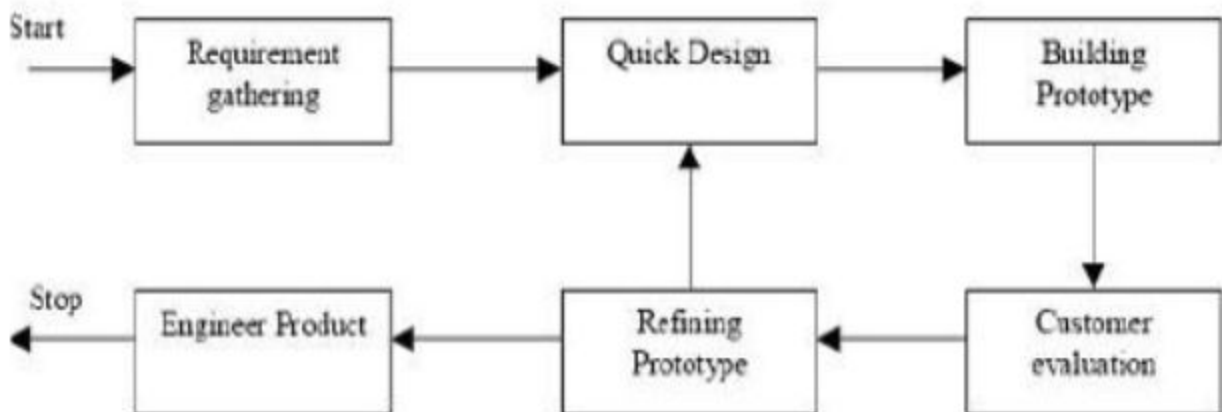 Start
Requirement
gathering
Quick Design
Building
Prototype
Stop
Engineer Product
Refining
Prototype
Customer
evaluation